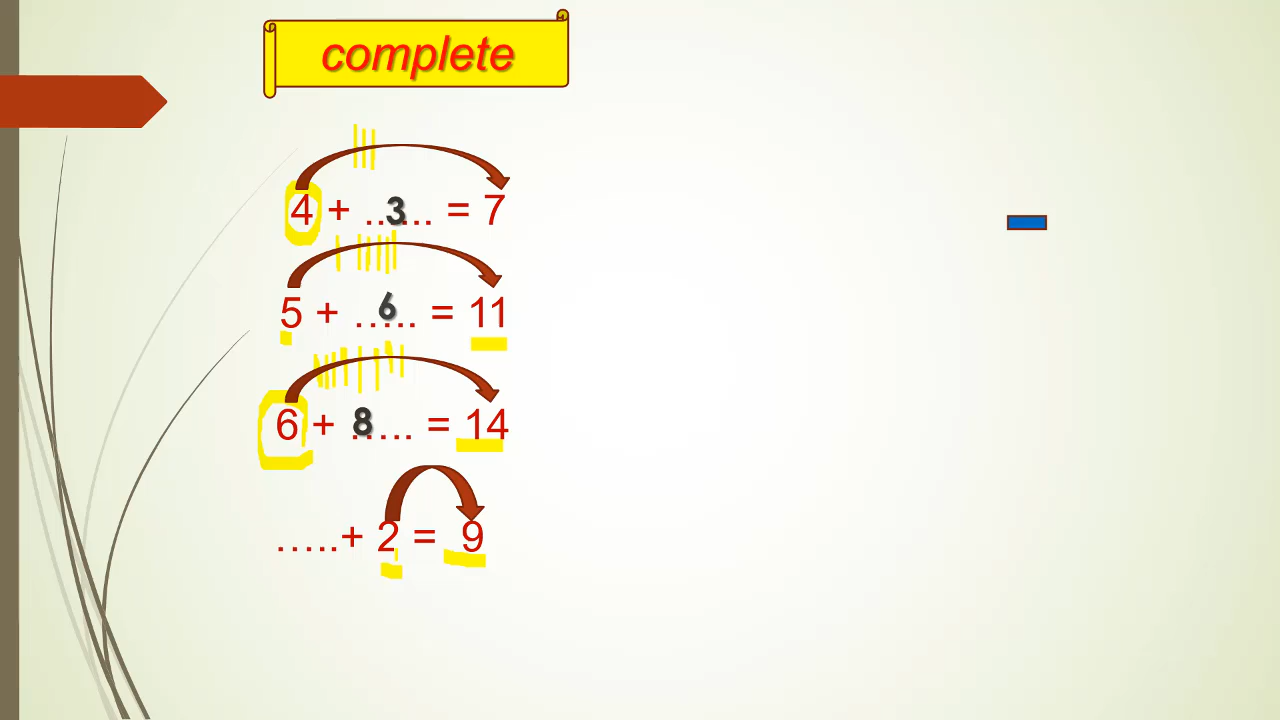 complete
4 + ..3.. = 7
5 + ..6.. = 11
6 + 8.... = 14
.....+ 2 = 9